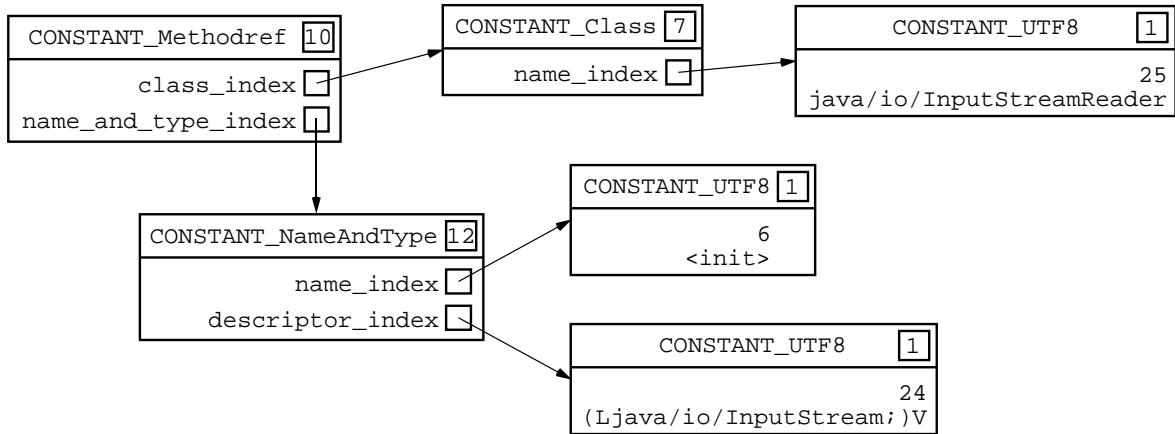 CONSTANT_Methodref 10
class_index
name_and_type_index
CONSTANT_Class 7
name_index
CONSTANT_UTF8 1
25
java/io/InputStreamReader
CONSTANT_NameAndType 12
name_index
descriptor_index
CONSTANT_UTF8 1
6
<init>
CONSTANT_UTF8 1
24
(Ljava/io/InputStream;)V